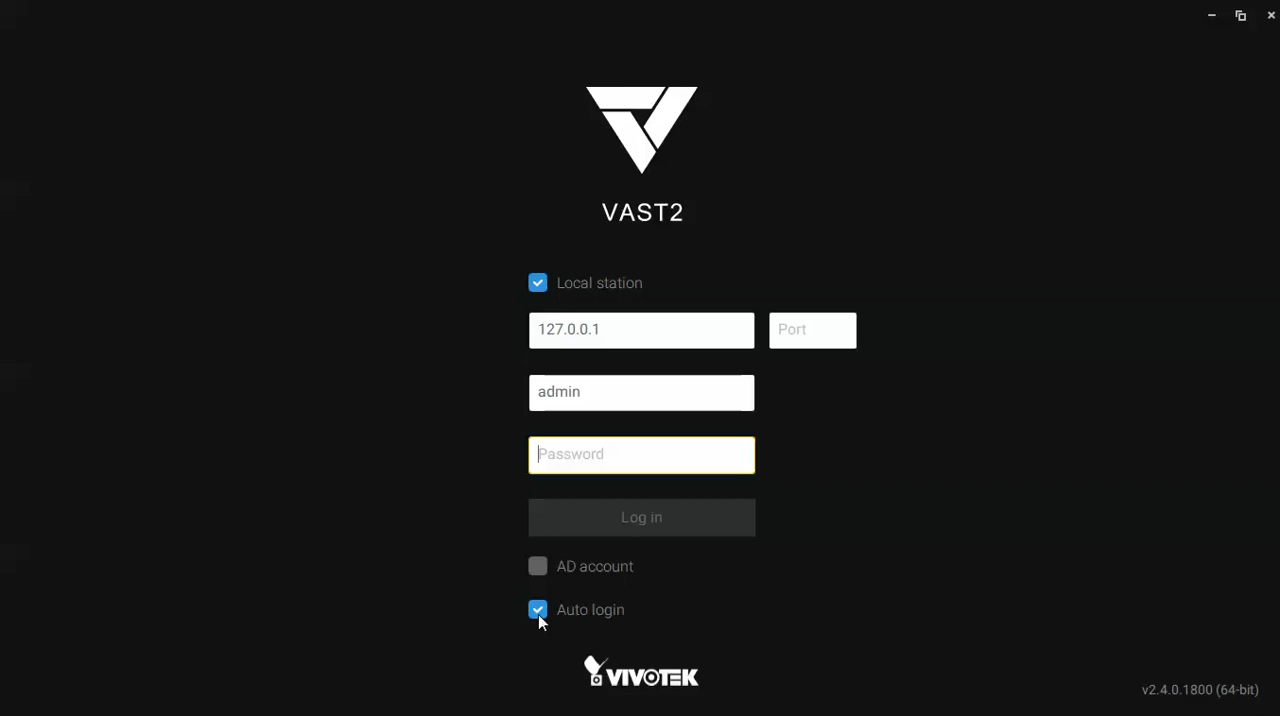 VAST2
Local station
127.0.0.1
Port
admin
Password
Log in
AD account
Auto login
VIVOTEK
v2.4.0.1800 (64-bit)